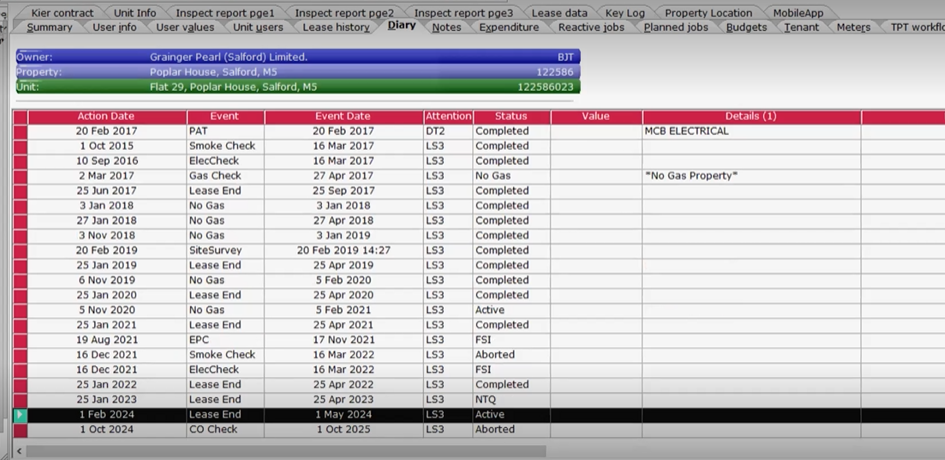 Kier contract Unit Info Inspect report pge1 Inspect report pge2 Inspect report pge3 Lease data Key Log Property Location MobileApp
Summary User info User values Unit users Lease history Diary Notes Expenditure Reactive jobs Planned jobs Budgets Tenant Meters TPT workflo
Owner: Grainger Pearl (Salford) Limited. BJT
Property: Poplar House, Salford, M5 122586
Unit: Flat 29, Poplar House, Salford, M5 122586023
Action Date Event Event Date Attention Status Value Details (1)
20 Feb 2017 PAT 20 Feb 2017 DT2 Completed MCB ELECTRICAL
1 Oct 2015 Smoke Check 16 Mar 2017 LS3 Completed
10 Sep 2016 ElecCheck 16 Mar 2017 LS3 Completed
2 Mar 2017 Gas Check 27 Apr 2017 LS3 No Gas "No Gas Property"
25 Jun 2017 Lease End 25 Sep 2017 LS3 Completed
3 Jan 2018 No Gas 3 Jan 2018 LS3 Completed
27 Jan 2018 No Gas 27 Apr 2018 LS3 Completed
3 Nov 2018 No Gas 3 Jan 2019 LS3 Completed
20 Feb 2019 SiteSurvey 20 Feb 2019 14:27 LS3 Completed
25 Jan 2019 Lease End 25 Apr 2019 LS3 Completed
6 Nov 2019 No Gas 5 Feb 2020 LS3 Completed
25 Jan 2020 Lease End 25 Apr 2020 LS3 Completed
5 Nov 2020 No Gas 5 Feb 2021 LS3 Active
25 Jan 2021 Lease End 25 Apr 2021 LS3 Completed
19 Aug 2021 EPC 17 Nov 2021 LS3 FSI
16 Dec 2021 Smoke Check 16 Mar 2022 LS3 Aborted
16 Dec 2021 ElecCheck 16 Mar 2022 LS3 FSI
25 Jan 2022 Lease End 25 Apr 2022 LS3 Completed
25 Jan 2023 Lease End 25 Apr 2023 LS3 NTQ
1 Feb 2024 Lease End 1 May 2024 LS3 Active
1 Oct 2024 CO Check 1 Oct 2025 LS3 Aborted